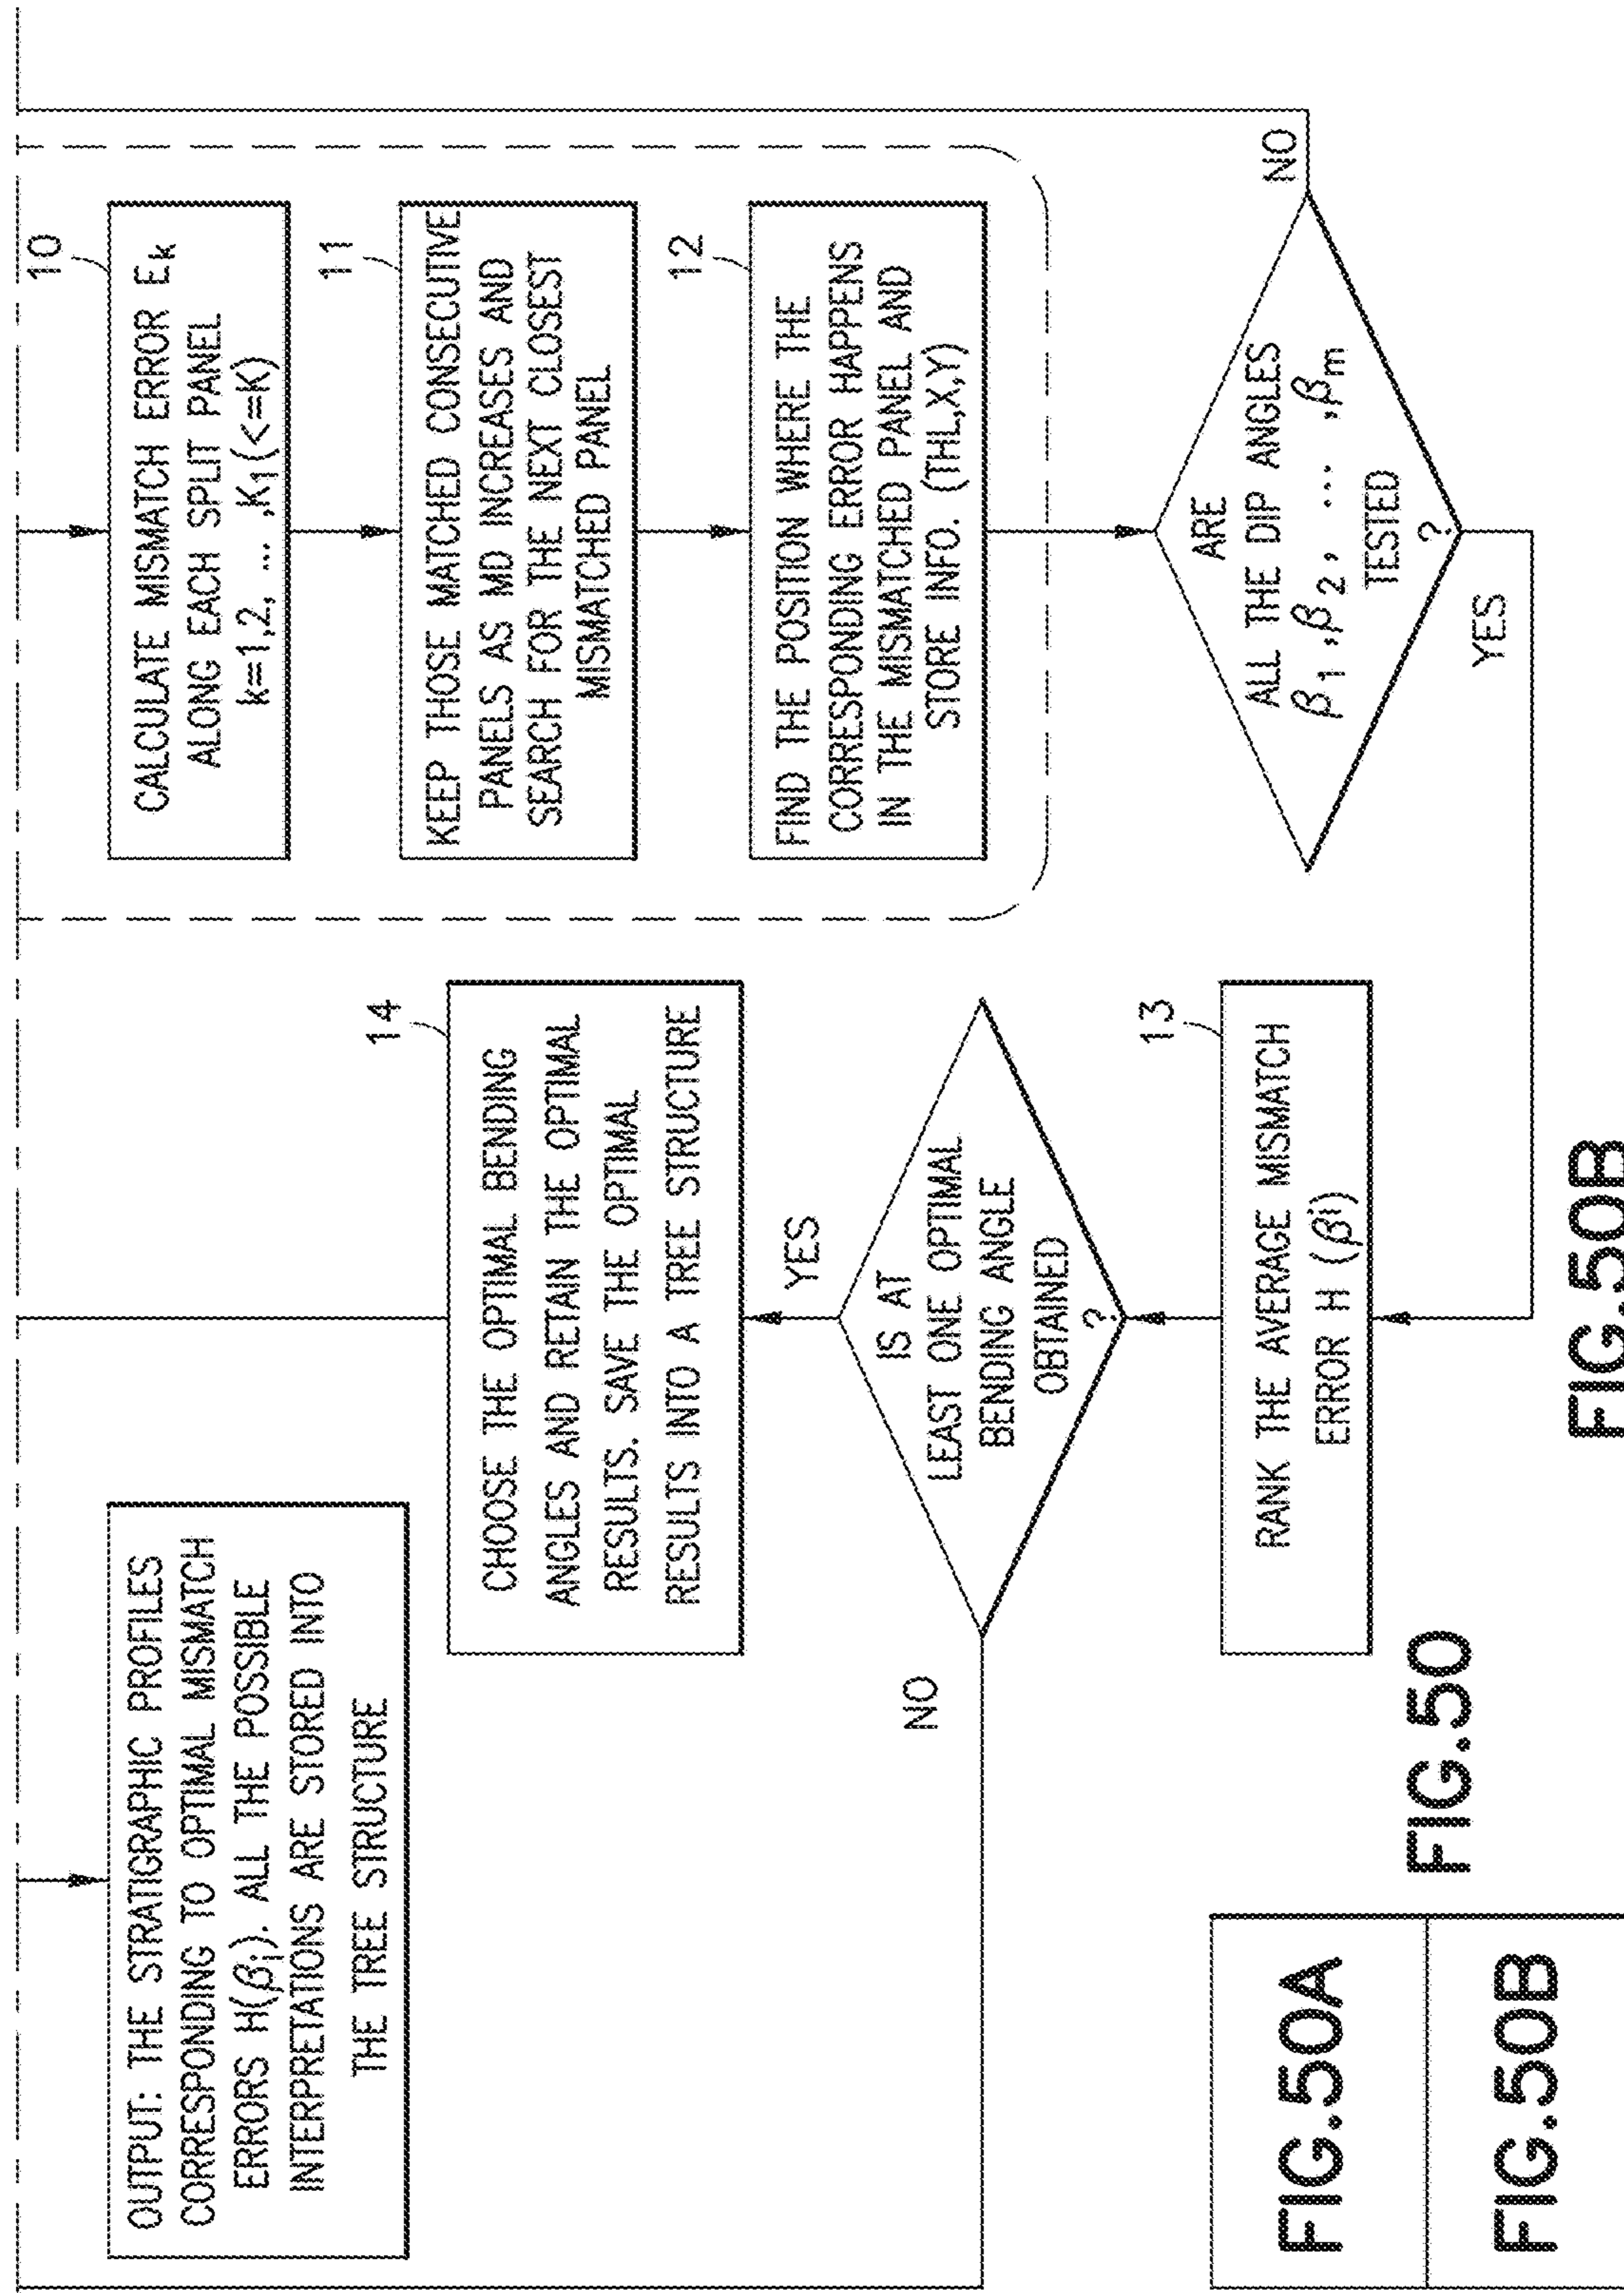 10
CALCULATE MISMATCH ERROR Ek
ALONG EACH SPLIT PANEL
k=1,2, ... ,K1(<=K)
11
KEEP THOSE MATCHED CONSECUTIVE
PANELS AS MD INCREASES AND
SEARCH FOR THE NEXT CLOSEST
MISMATCHED PANEL
12
FIND THE POSITION WHERE THE
CORRESPONDING ERROR HAPPENS
IN THE MISMATCHED PANEL AND
STORE INFO. (THL,X,Y)
ARE
ALL THE DIP ANGLES
β1,β2, ... ,βm
TESTED
?
NO
YES
14
CHOOSE THE OPTIMAL BENDING
ANGLES AND RETAIN THE OPTIMAL
RESULTS. SAVE THE OPTIMAL
RESULTS INTO A TREE STRUCTURE
YES
IS AT
LEAST ONE OPTIMAL
BENDING ANGLE
OBTAINED
?
NO
13
RANK THE AVERAGE MISMATCH
ERROR H (βi)
OUTPUT: THE STRATIGRAPHIC PROFILES
CORRESPONDING TO OPTIMAL MISMATCH
ERRORS H(βi). ALL THE POSSIBLE
INTERPRETATIONS ARE STORED INTO
THE TREE STRUCTURE
FIG.50A
FIG.50B
FIG.50
FIG.50B